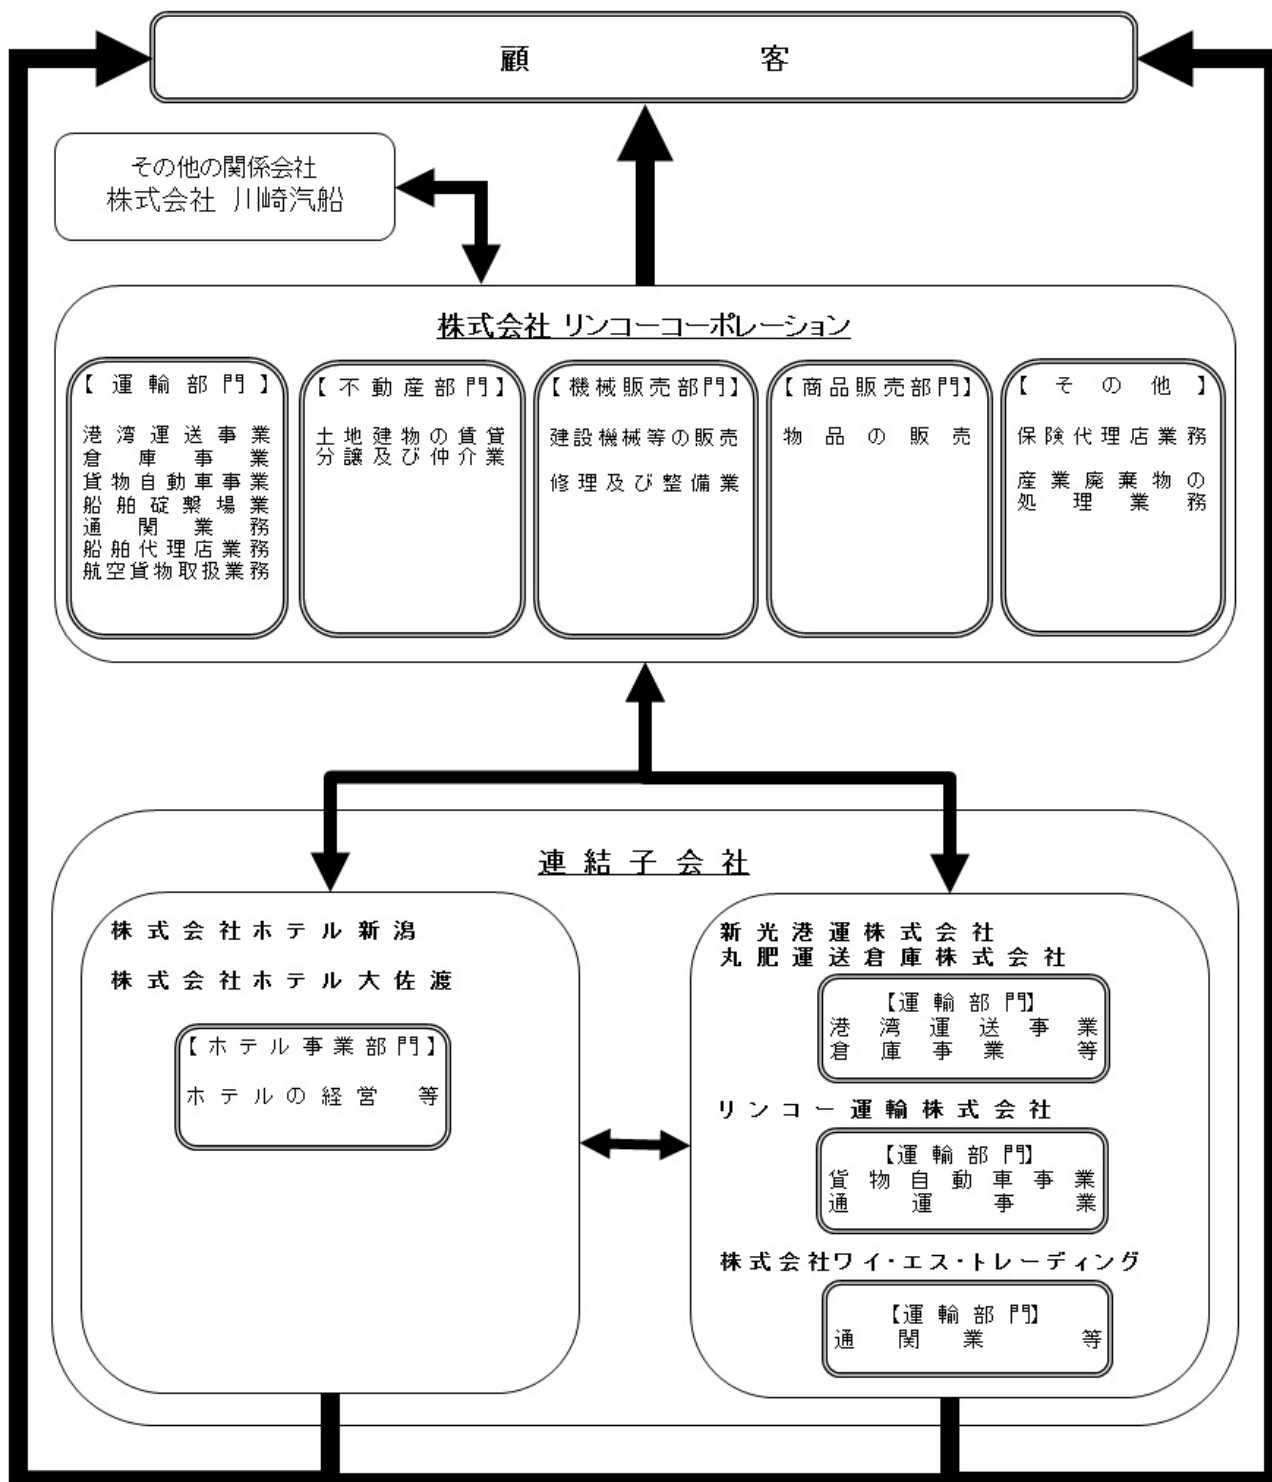 顧客
その他の関係会社
株式会社 川崎汽船
株式会社 リンコーコーポレーション
【運輸部門】
港湾運送事業
倉庫事業
貨物自動車事業
船舶碇繋場業
通関業務
船舶代理店業務
航空貨物取扱業務
【不動産部門】
土地建物の賃貸
分譲及び仲介業
【機械販売部門】
建設機械等の販売
修理及び整備業
【商品販売部門】
物品の販売
【その他】
保険代理店業務
産業廃棄物の
処理業務
連結子会社
株式会社ホテル新潟
株式会社ホテル大佐渡
【ホテル事業部門】
ホテルの経営 等
新光港運株式会社
丸肥運送倉庫株式会社
【運輸部門】
港湾運送事業
倉庫事業等
リンコー運輸株式会社
【運輸部門】
貨物自動車事業
通運事業
株式会社ワイ・エス・トレーディング
【運輸部門】
通関業 等